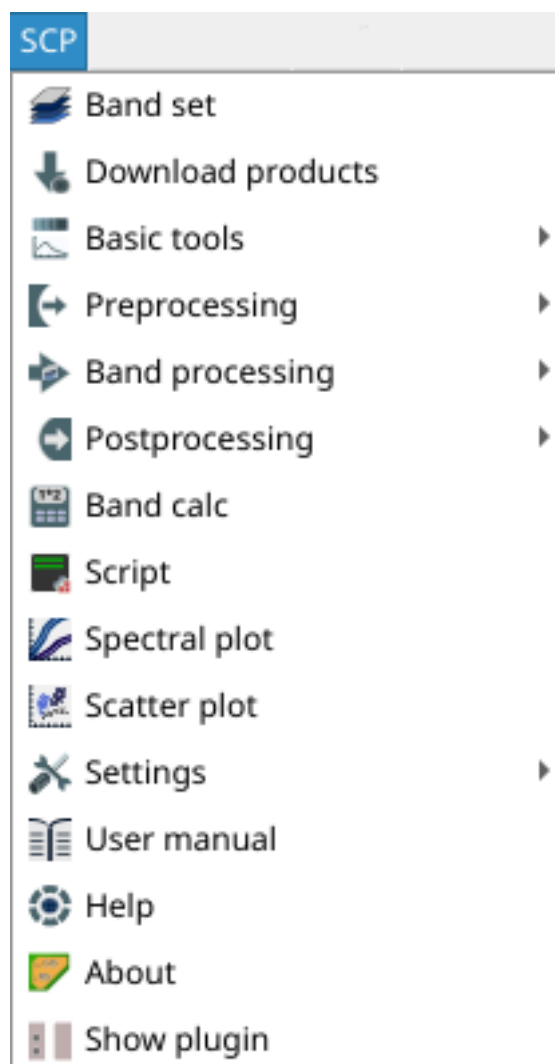 SCP
Band set
Download products
Basic tools
Preprocessing
Band processing
Postprocessing
Band calc
Script
Spectral plot
Scatter plot
Settings
User manual
Help
About
Show plugin